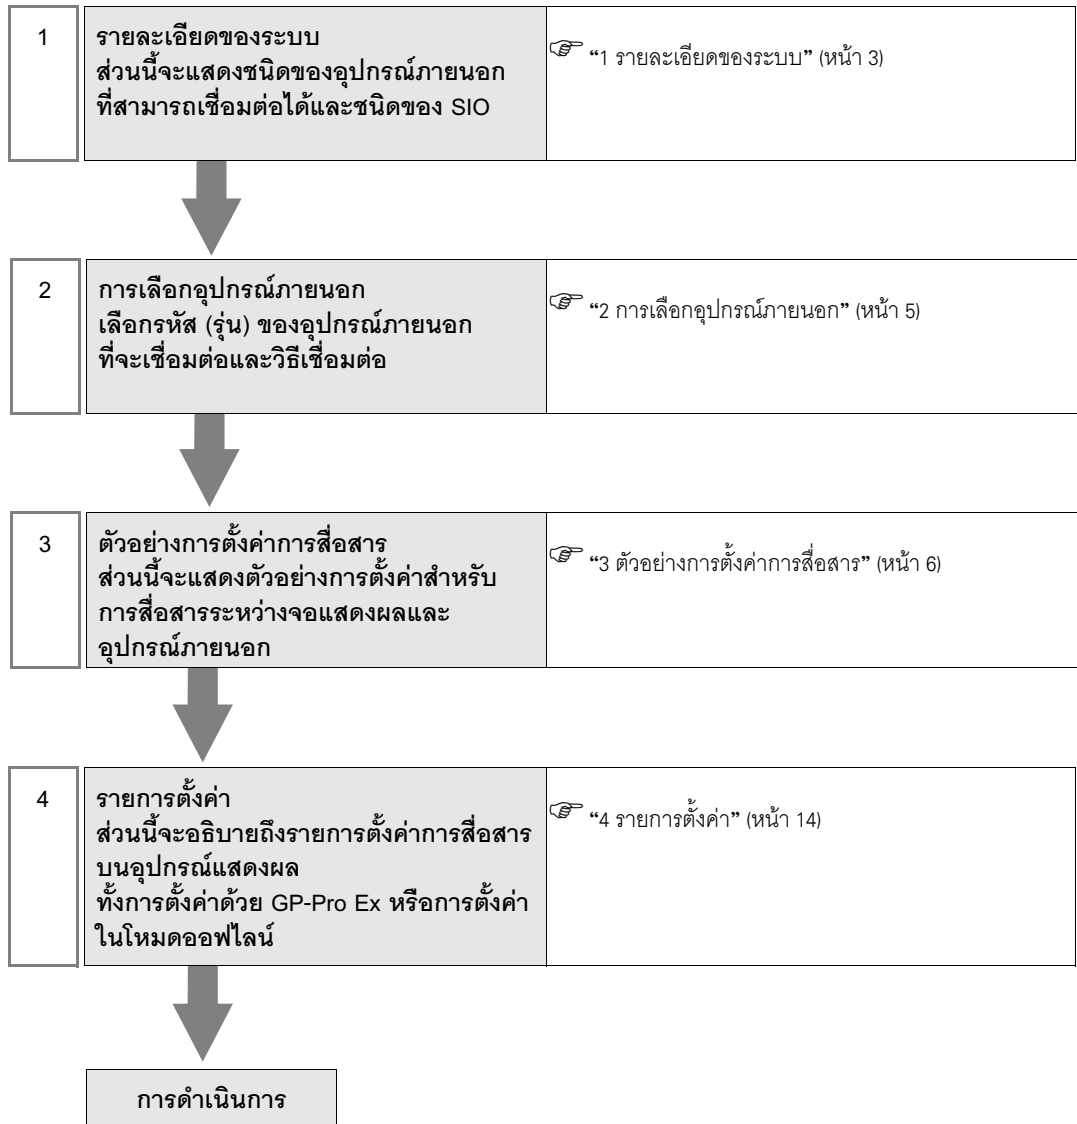 1
รายละเอียดของระบบ
ส่วนนี้จะแสดงชนิดของอุปกรณ์ภายนอก
ที่สามารถเชื่อมต่อได้และชนิดของ SIO
“1 รายละเอียดของระบบ” (หน้า 3)
2
การเลือกอุปกรณ์ภายนอก
เลือกรหัส (รุ่น) ของอุปกรณ์ภายนอก
ที่จะเชื่อมต่อและวิธีเชื่อมต่อ
“2 การเลือกอุปกรณ์ภายนอก” (หน้า 5)
3
ตัวอย่างการตั้งค่าการสื่อสาร
ส่วนนี้จะแสดงตัวอย่างการตั้งค่าสำหรับ
การสื่อสารระหว่างจอแสดงผลและ
อุปกรณ์ภายนอก
“3 ตัวอย่างการตั้งค่าการสื่อสาร” (หน้า 6)
4
รายการตั้งค่า
ส่วนนี้จะอธิบายถึงรายการตั้งค่าการสื่อสาร
บนอุปกรณ์แสดงผล
ทั้งการตั้งค่าด้วย GP-Pro Ex หรือการตั้งค่า
ในโหมดออฟไลน์
“4 รายการตั้งค่า” (หน้า 14)
การดำเนินการ